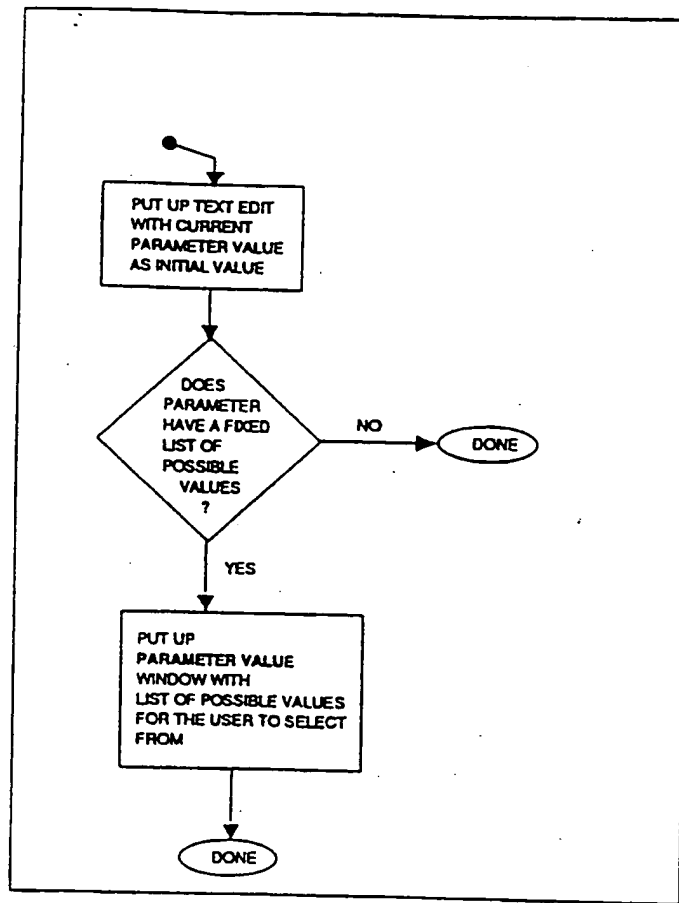 PUT UP TEXT EDIT
WITH CURRENT
PARAMETER VALUE
AS INITIAL VALUE
DOES
PARAMETER
HAVE A FIXED
LIST OF
POSSIBLE
VALUES
?
NO
DONE
YES
PUT UP
PARAMETER VALUE
WINDOW WITH
LIST OF POSSIBLE VALUES
FOR THE USER TO SELECT
FROM
DONE